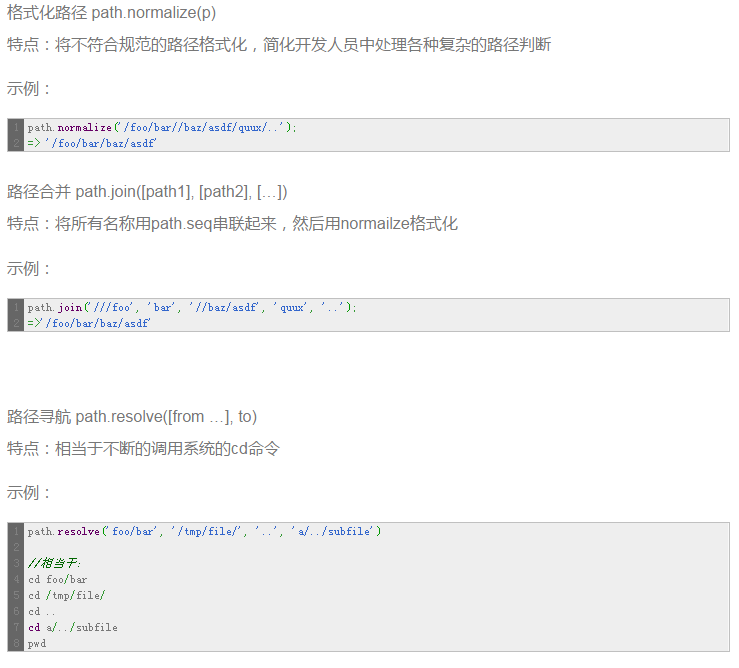 格式化路径 path.normalize(p)
特点：将不符合规范的路径格式化，简化开发人员中处理各种复杂的路径判断
示例：
1 path.normalize('/foo/bar//baz/asdf/quux/..');
2 => '/foo/bar/baz/asdf'
路径合并 path.join([path1], [path2], […])
特点：将所有名称用path.seq串联起来，然后用normailze格式化
示例：
1 path.join('///foo', 'bar', '//baz/asdf', 'quux', '..');
2 =>'/foo/bar/baz/asdf'
路径寻航 path.resolve([from …], to)
特点：相当于不断的调用系统的cd命令
示例：
1 path.resolve('foo/bar', '/tmp/file/', '..', 'a/../subfile')
2
3 //相当于:
4 cd foo/bar
5 cd /tmp/file/
6 cd ..
7 cd a/../subfile
8 pwd